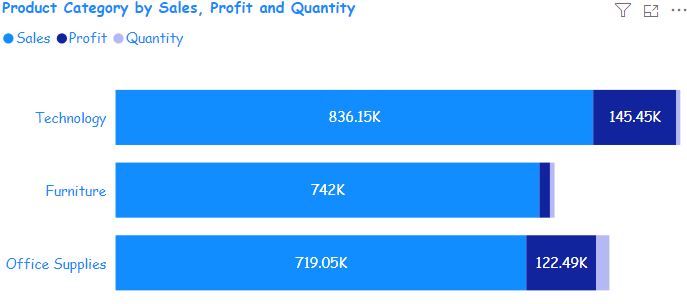 Product Category by Sales, Profit and Quantity
Sales Profit Quantity
Technology 836.15K 145.45K
Furniture 742K
Office Supplies 719.05K 122.49K